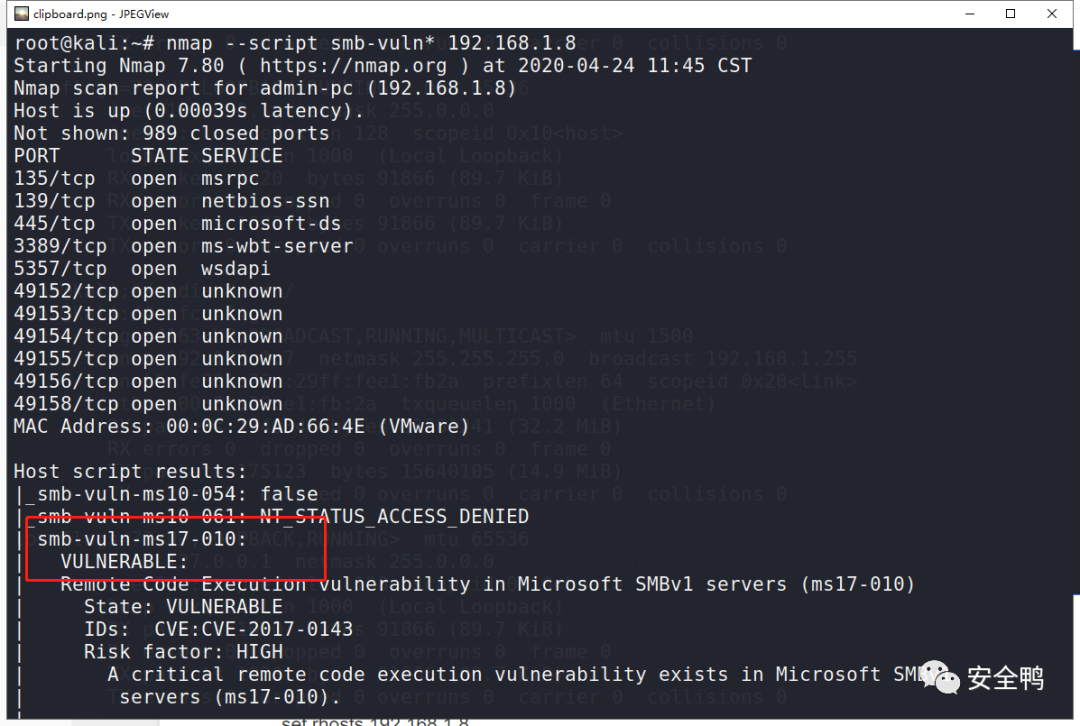 clipboard.png - JPEGView
root@kali:~# nmap --script smb-vuln* 192.168.1.8
Starting Nmap 7.80 ( https://nmap.org ) at 2020-04-24 11:45 CST
Nmap scan report for admin-pc (192.168.1.8)
Host is up (0.00039s latency).
Not shown: 989 closed ports
PORT STATE SERVICE
135/tcp open msrpc
139/tcp open netbios-ssn
445/tcp open microsoft-ds
3389/tcp open ms-wbt-server
5357/tcp open wsdapi
49152/tcp open unknown
49153/tcp open unknown
49154/tcp open unknown
49155/tcp open unknown
49156/tcp open unknown
49158/tcp open unknown
MAC Address: 00:0C:29:AD:66:4E (VMware)
Host script results:
|_smb-vuln-ms10-054: false
|_smb-vuln-ms10-061: NT_STATUS_ACCESS_DENIED
| smb-vuln-ms17-010:
|   VULNERABLE:
|   Remote Code Execution vulnerability in Microsoft SMBv1 servers (ms17-010)
|     State: VULNERABLE
|     IDs:  CVE:CVE-2017-0143
|     Risk factor: HIGH
|       A critical remote code execution vulnerability exists in Microsoft SMBv1
|        servers (ms17-010).
安全鸭
set rhosts 192.168.1.8